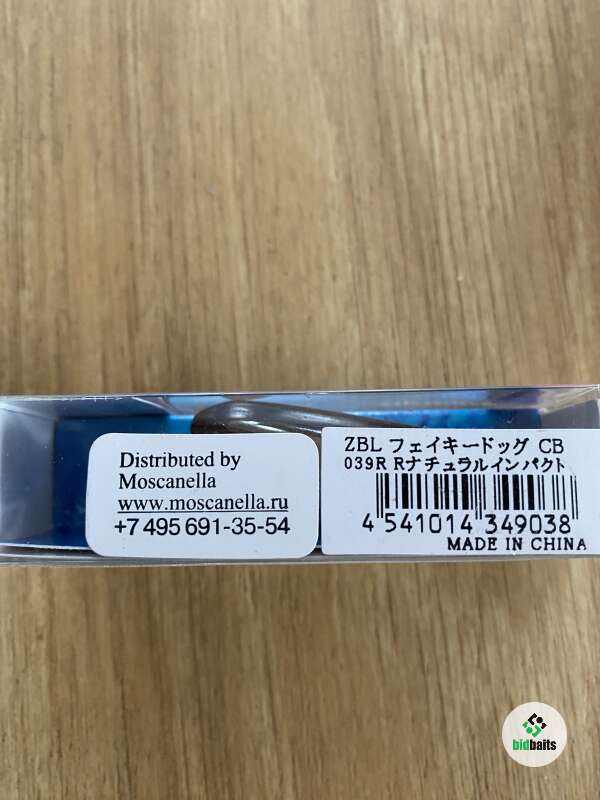 Distributed by
Moscanella
www.moscanella.ru
+7 495 691-35-54
ZBL フェイキードッグ CB
039R Rナチュラルインパクト
4 541014 349038
MADE IN CHINA
bidbaits